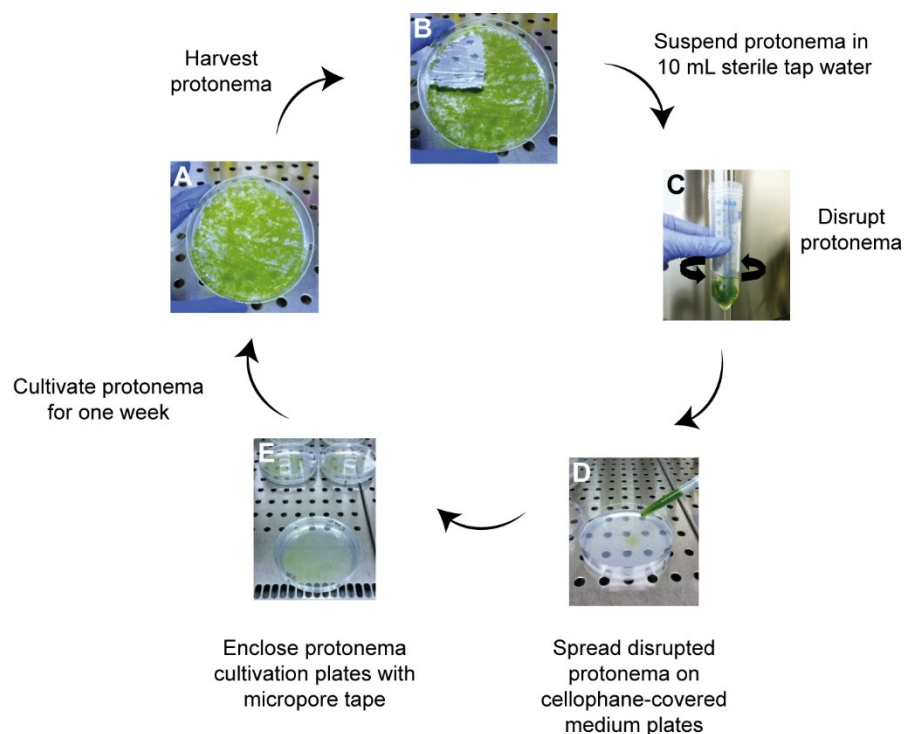 Harvest
protonema
B
Suspend protonema in
10 mL sterile tap water
A
C
Disrupt
protonema
Cultivate protonema
for one week
E
D
Enclose protonema
cultivation plates with
micropore tape
Spread disrupted
protonema on
cellophane-covered
medium plates